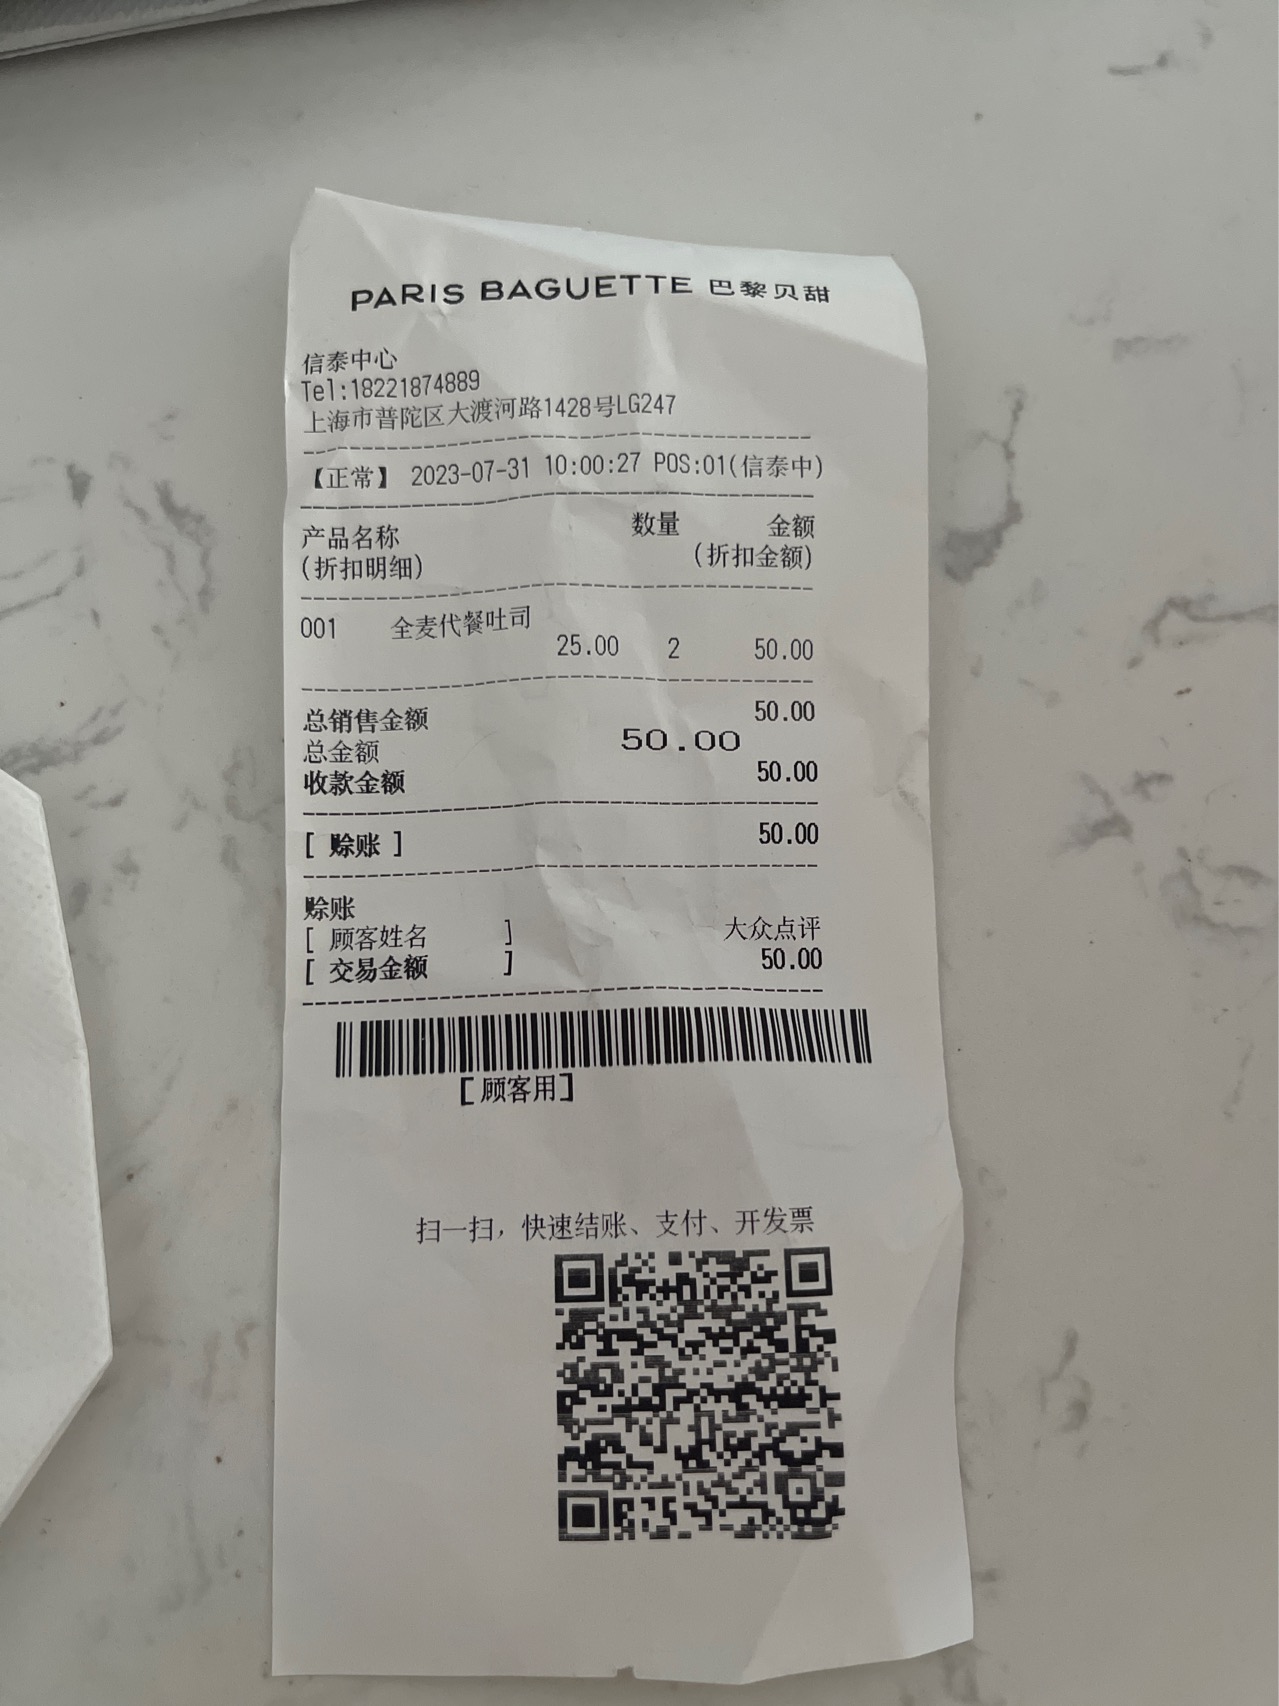 PARIS BAGUETTE 巴黎贝甜
信泰中心
Tel:18221874889
上海市普陀区大渡河路1428号LG247
【正常】 2023-07-31 10:00:27 POS:01(信泰中)
产品名称 数量 金额
(折扣明细) (折扣金额)
001 全麦代餐吐司
25.00 2 50.00
总销售金额 50.00
总金额 50.00
收款金额 50.00
[ 赊账 ] 50.00
赊账
[ 顾客姓名 ] 大众点评
[ 交易金额 ] 50.00
[顾客用]
扫一扫，快速结账、支付、开发票